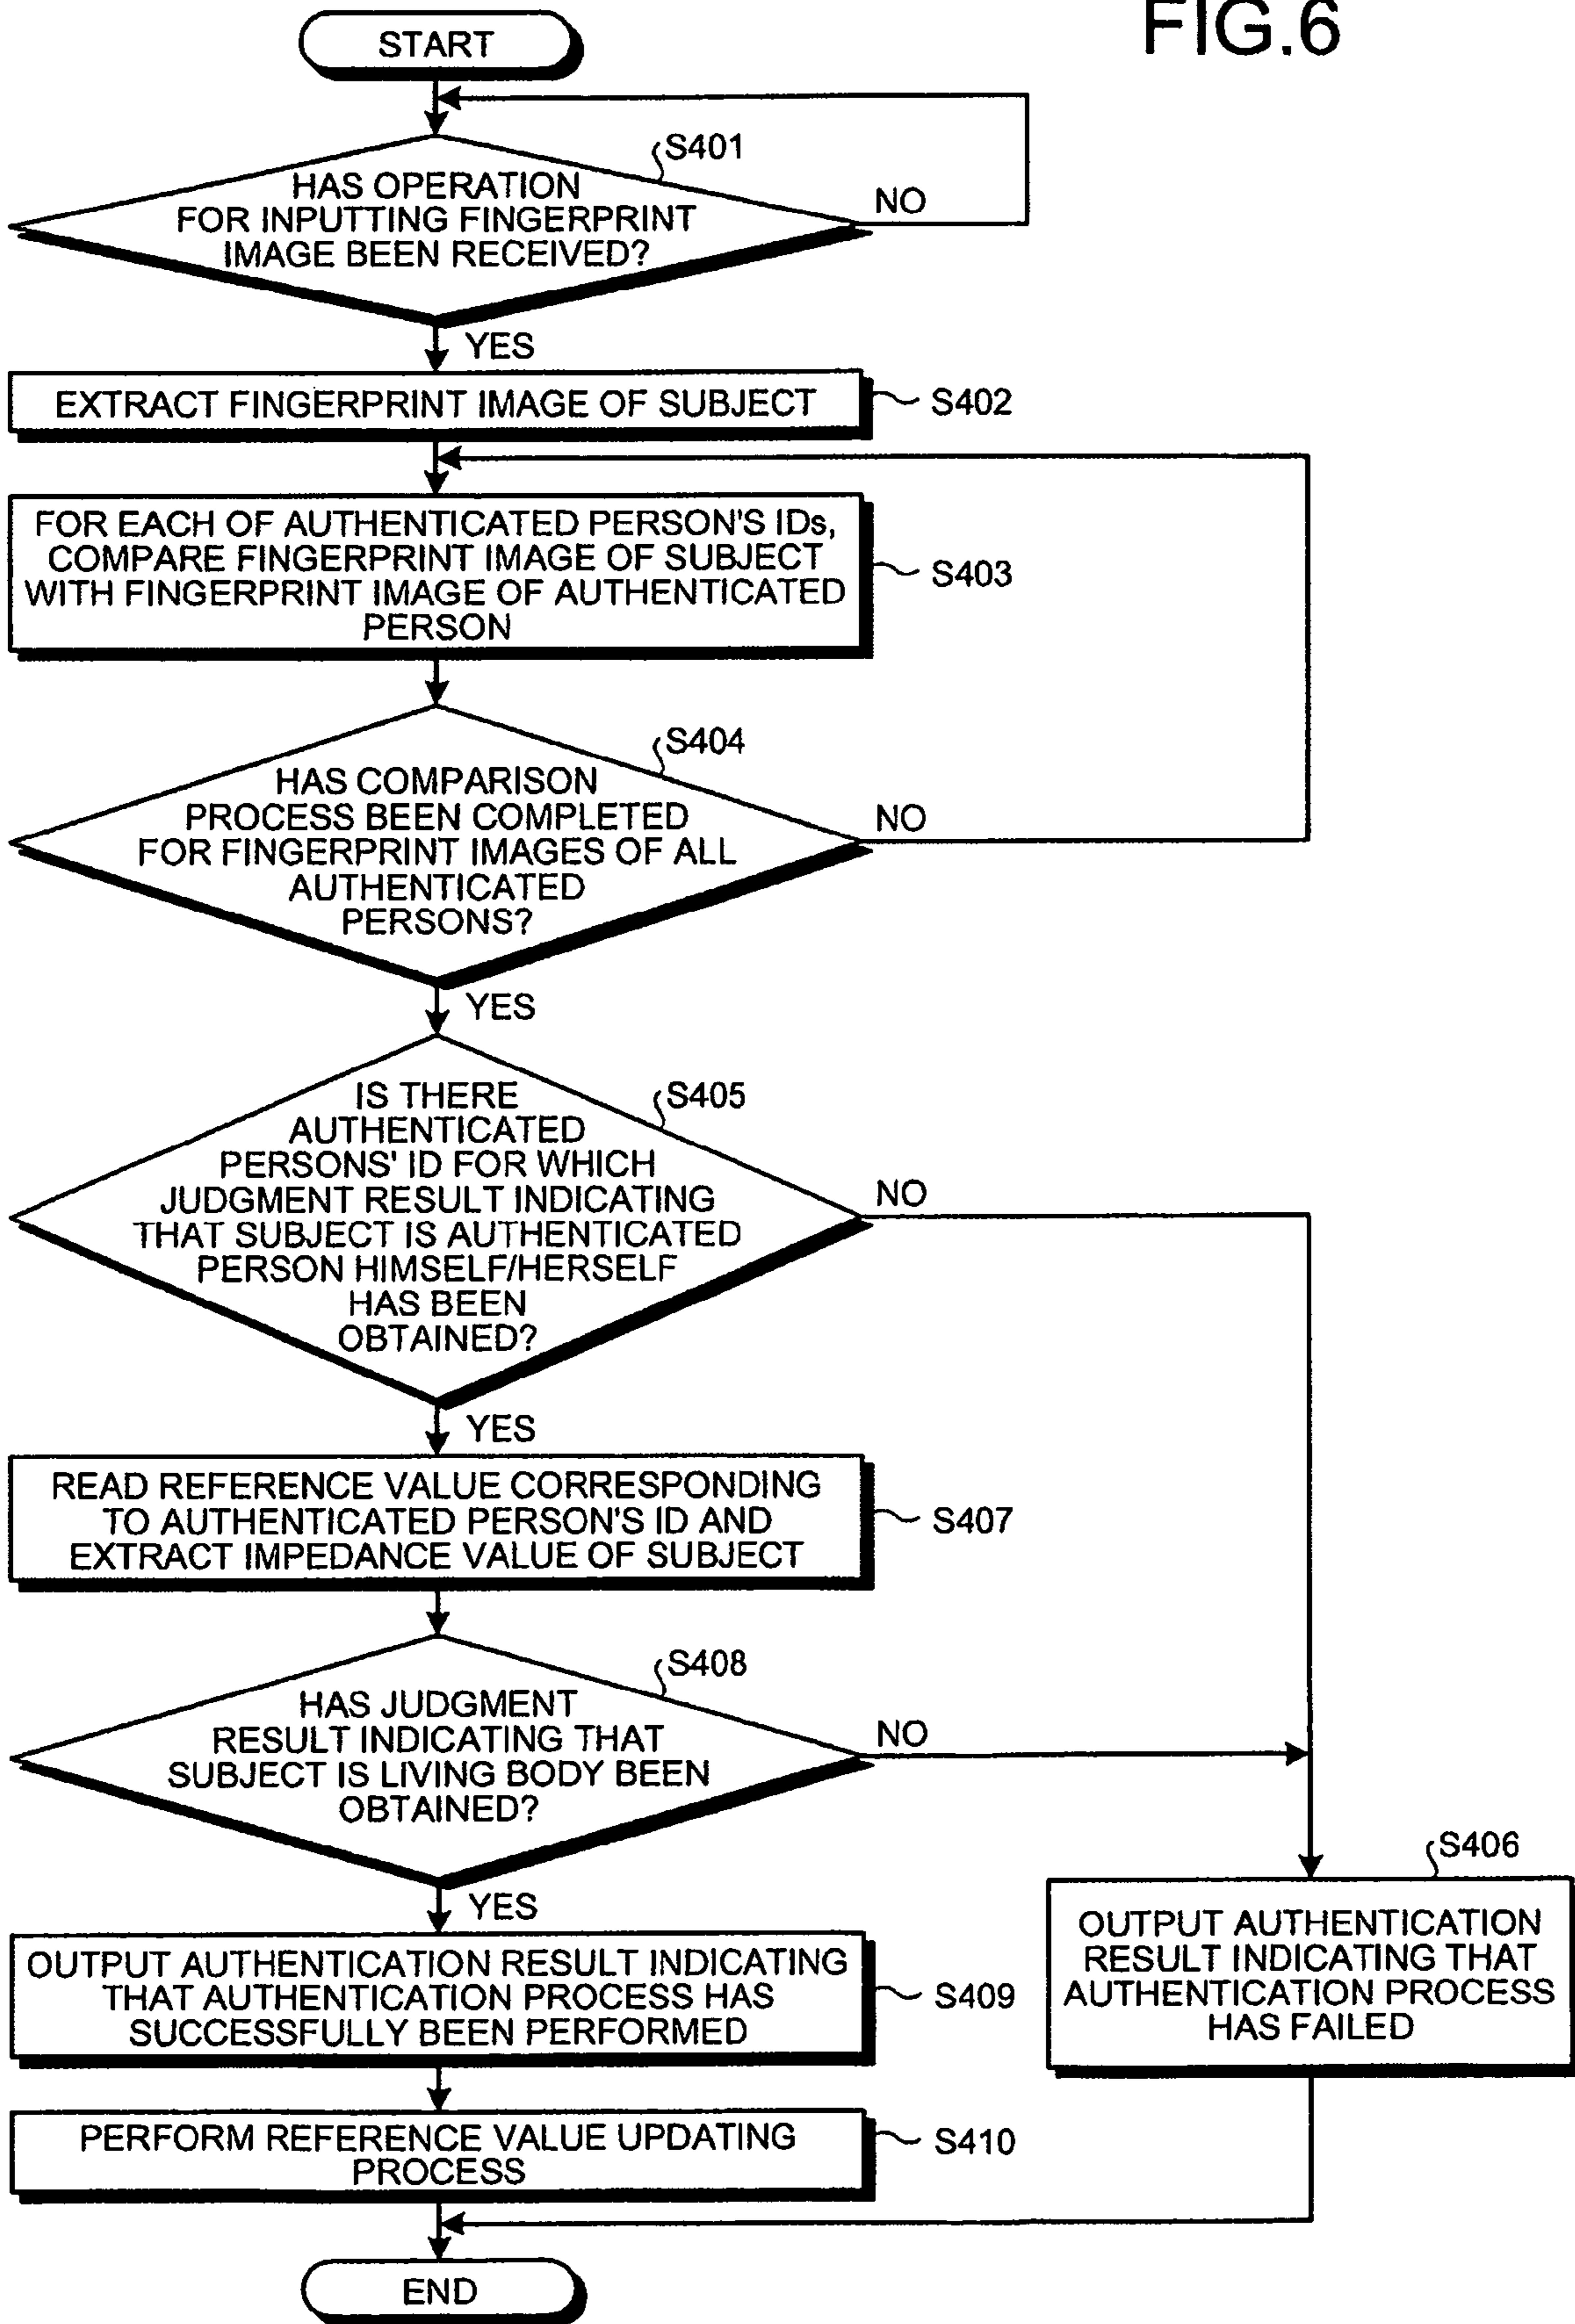 FIG.6
START
S401
HAS OPERATION
FOR INPUTTING FINGERPRINT
IMAGE BEEN RECEIVED?
NO
YES
EXTRACT FINGERPRINT IMAGE OF SUBJECT
S402
FOR EACH OF AUTHENTICATED PERSON'S IDs,
COMPARE FINGERPRINT IMAGE OF SUBJECT
WITH FINGERPRINT IMAGE OF AUTHENTICATED
PERSON
S403
S404
HAS COMPARISON
PROCESS BEEN COMPLETED
FOR FINGERPRINT IMAGES OF ALL
AUTHENTICATED
PERSONS?
NO
YES
S405
IS THERE
AUTHENTICATED
PERSONS' ID FOR WHICH
JUDGMENT RESULT INDICATING
THAT SUBJECT IS AUTHENTICATED
PERSON HIMSELF/HERSELF
HAS BEEN
OBTAINED?
NO
YES
READ REFERENCE VALUE CORRESPONDING
TO AUTHENTICATED PERSON'S ID AND
EXTRACT IMPEDANCE VALUE OF SUBJECT
S407
S408
HAS JUDGMENT
RESULT INDICATING THAT
SUBJECT IS LIVING BODY BEEN
OBTAINED?
NO
YES
S406
OUTPUT AUTHENTICATION
RESULT INDICATING THAT
AUTHENTICATION PROCESS
HAS FAILED
OUTPUT AUTHENTICATION RESULT INDICATING
THAT AUTHENTICATION PROCESS HAS
SUCCESSFULLY BEEN PERFORMED
S409
PERFORM REFERENCE VALUE UPDATING
PROCESS
S410
END